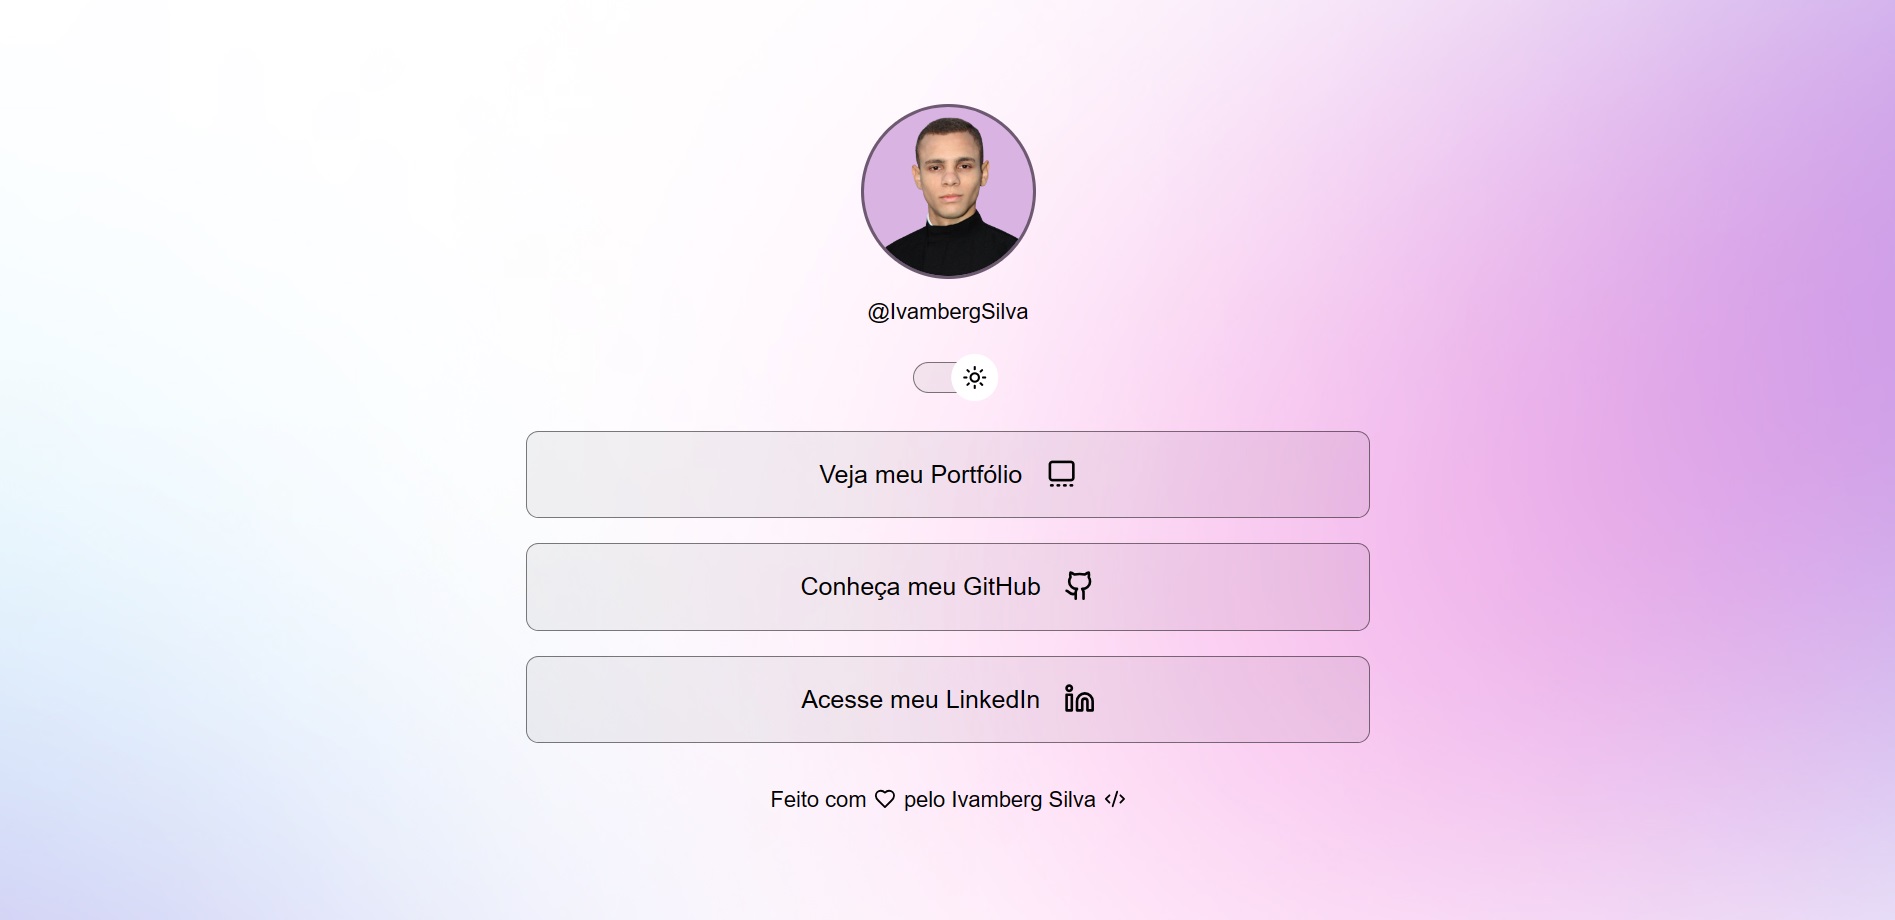 @IvambergSilva
Veja meu Portfólio
Conheça meu GitHub
Acesse meu LinkedIn
Feito com pelo Ivamberg Silva